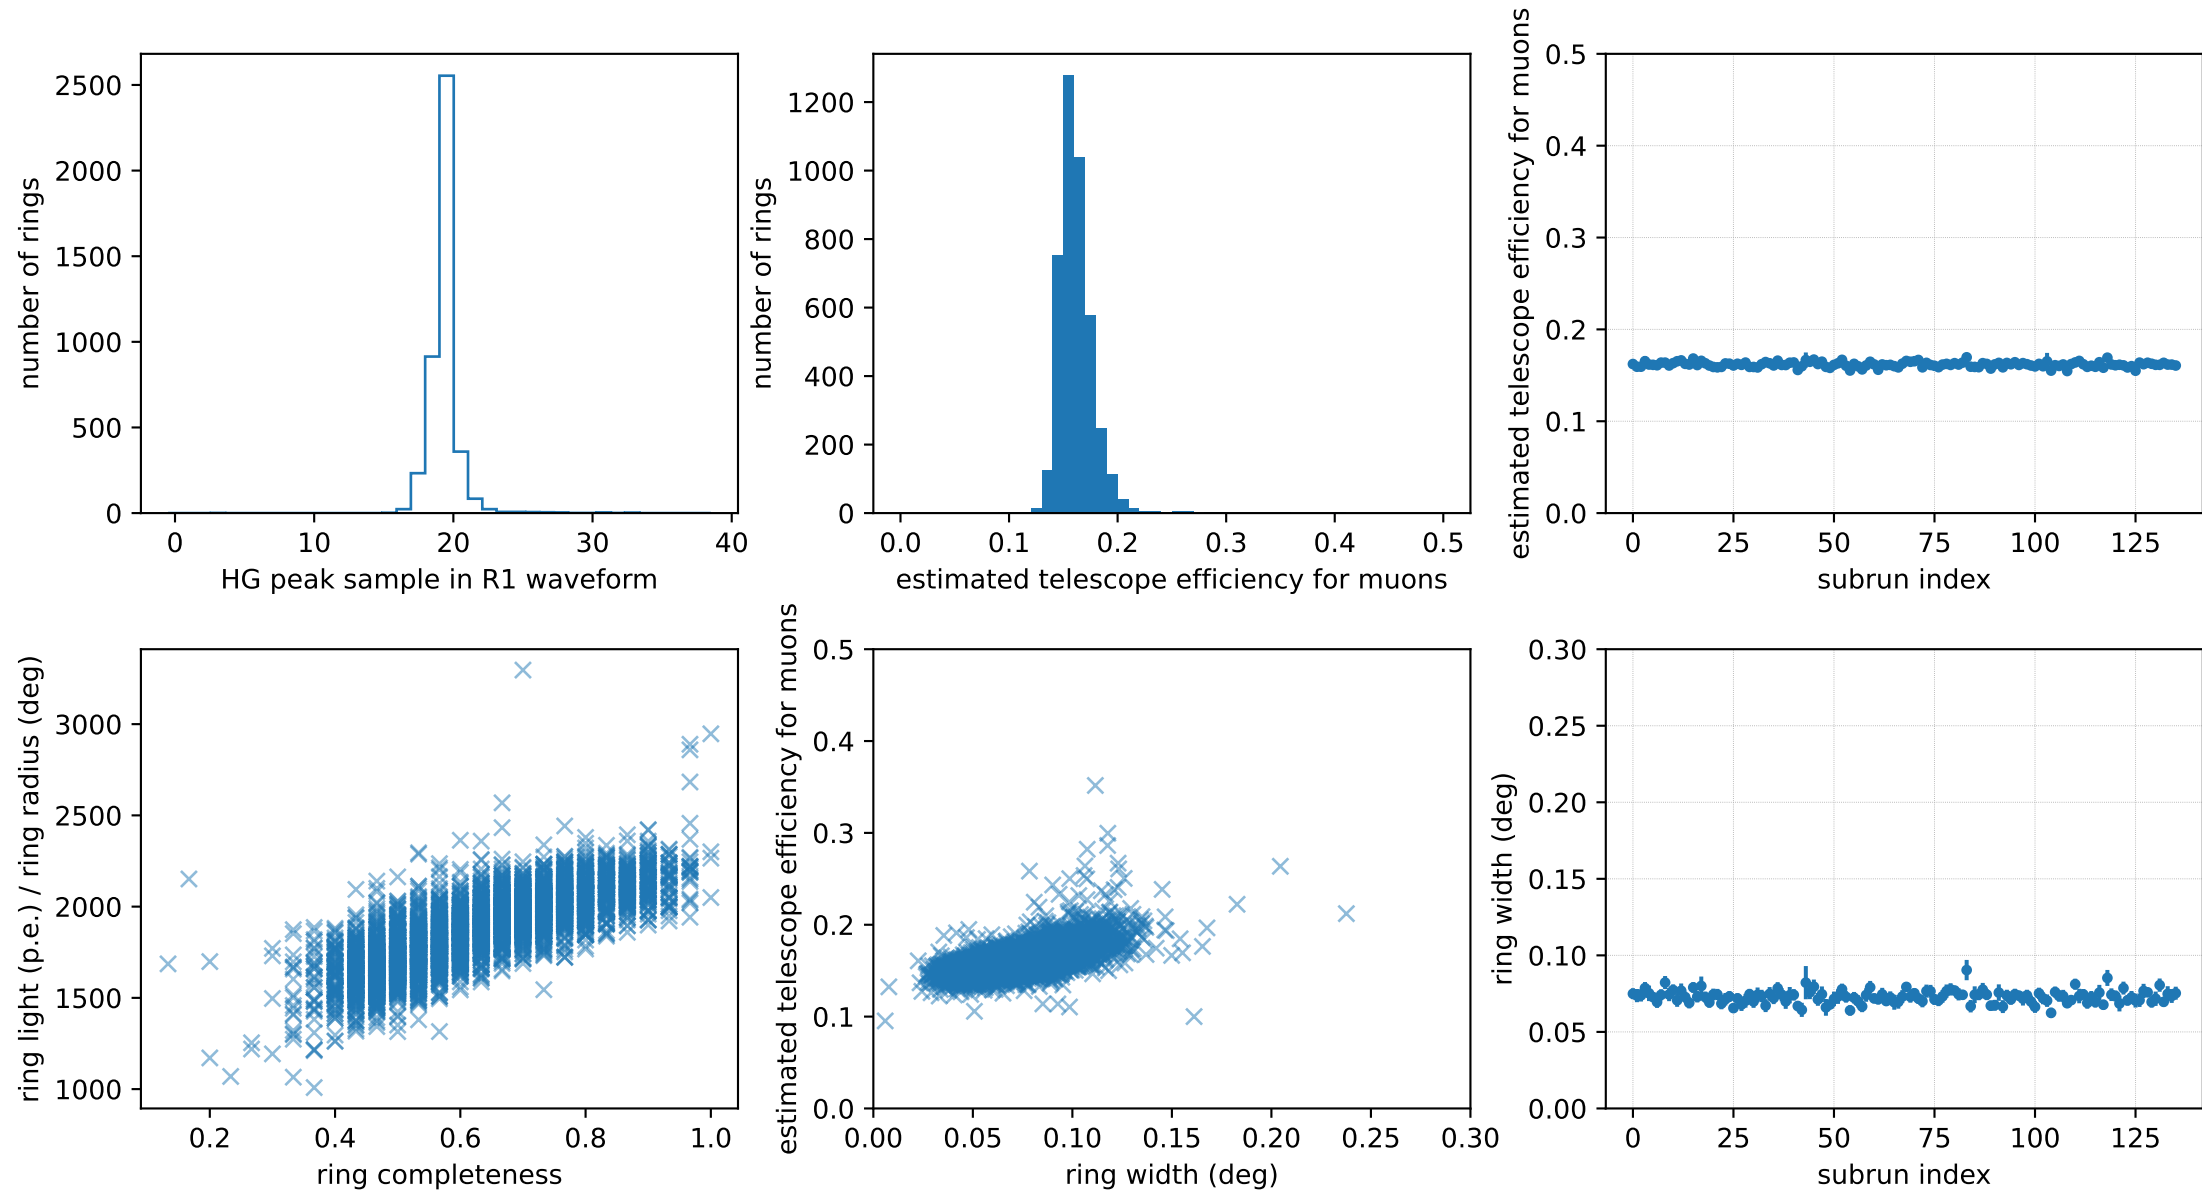 2500
2000
1500
1000
500
0
number of rings
0 10 20 30 40
HG peak sample in R1 waveform
1200
1000
800
600
400
200
0
number of rings
0.0 0.1 0.2 0.3 0.4 0.5
estimated telescope efficiency for muons
0.5
0.4
0.3
0.2
0.1
0.0
estimated telescope efficiency for muons
0 25 50 75 100 125
subrun index
3000
2500
2000
1500
1000
ring light (p.e.) / ring radius (deg)
0.2 0.4 0.6 0.8 1.0
ring completeness
0.5
0.4
0.3
0.2
0.1
0.0
estimated telescope efficiency for muons
0.00 0.05 0.10 0.15 0.20 0.25 0.30
ring width (deg)
0.30
0.25
0.20
0.15
0.10
0.05
0.00
ring width (deg)
0 25 50 75 100 125
subrun index